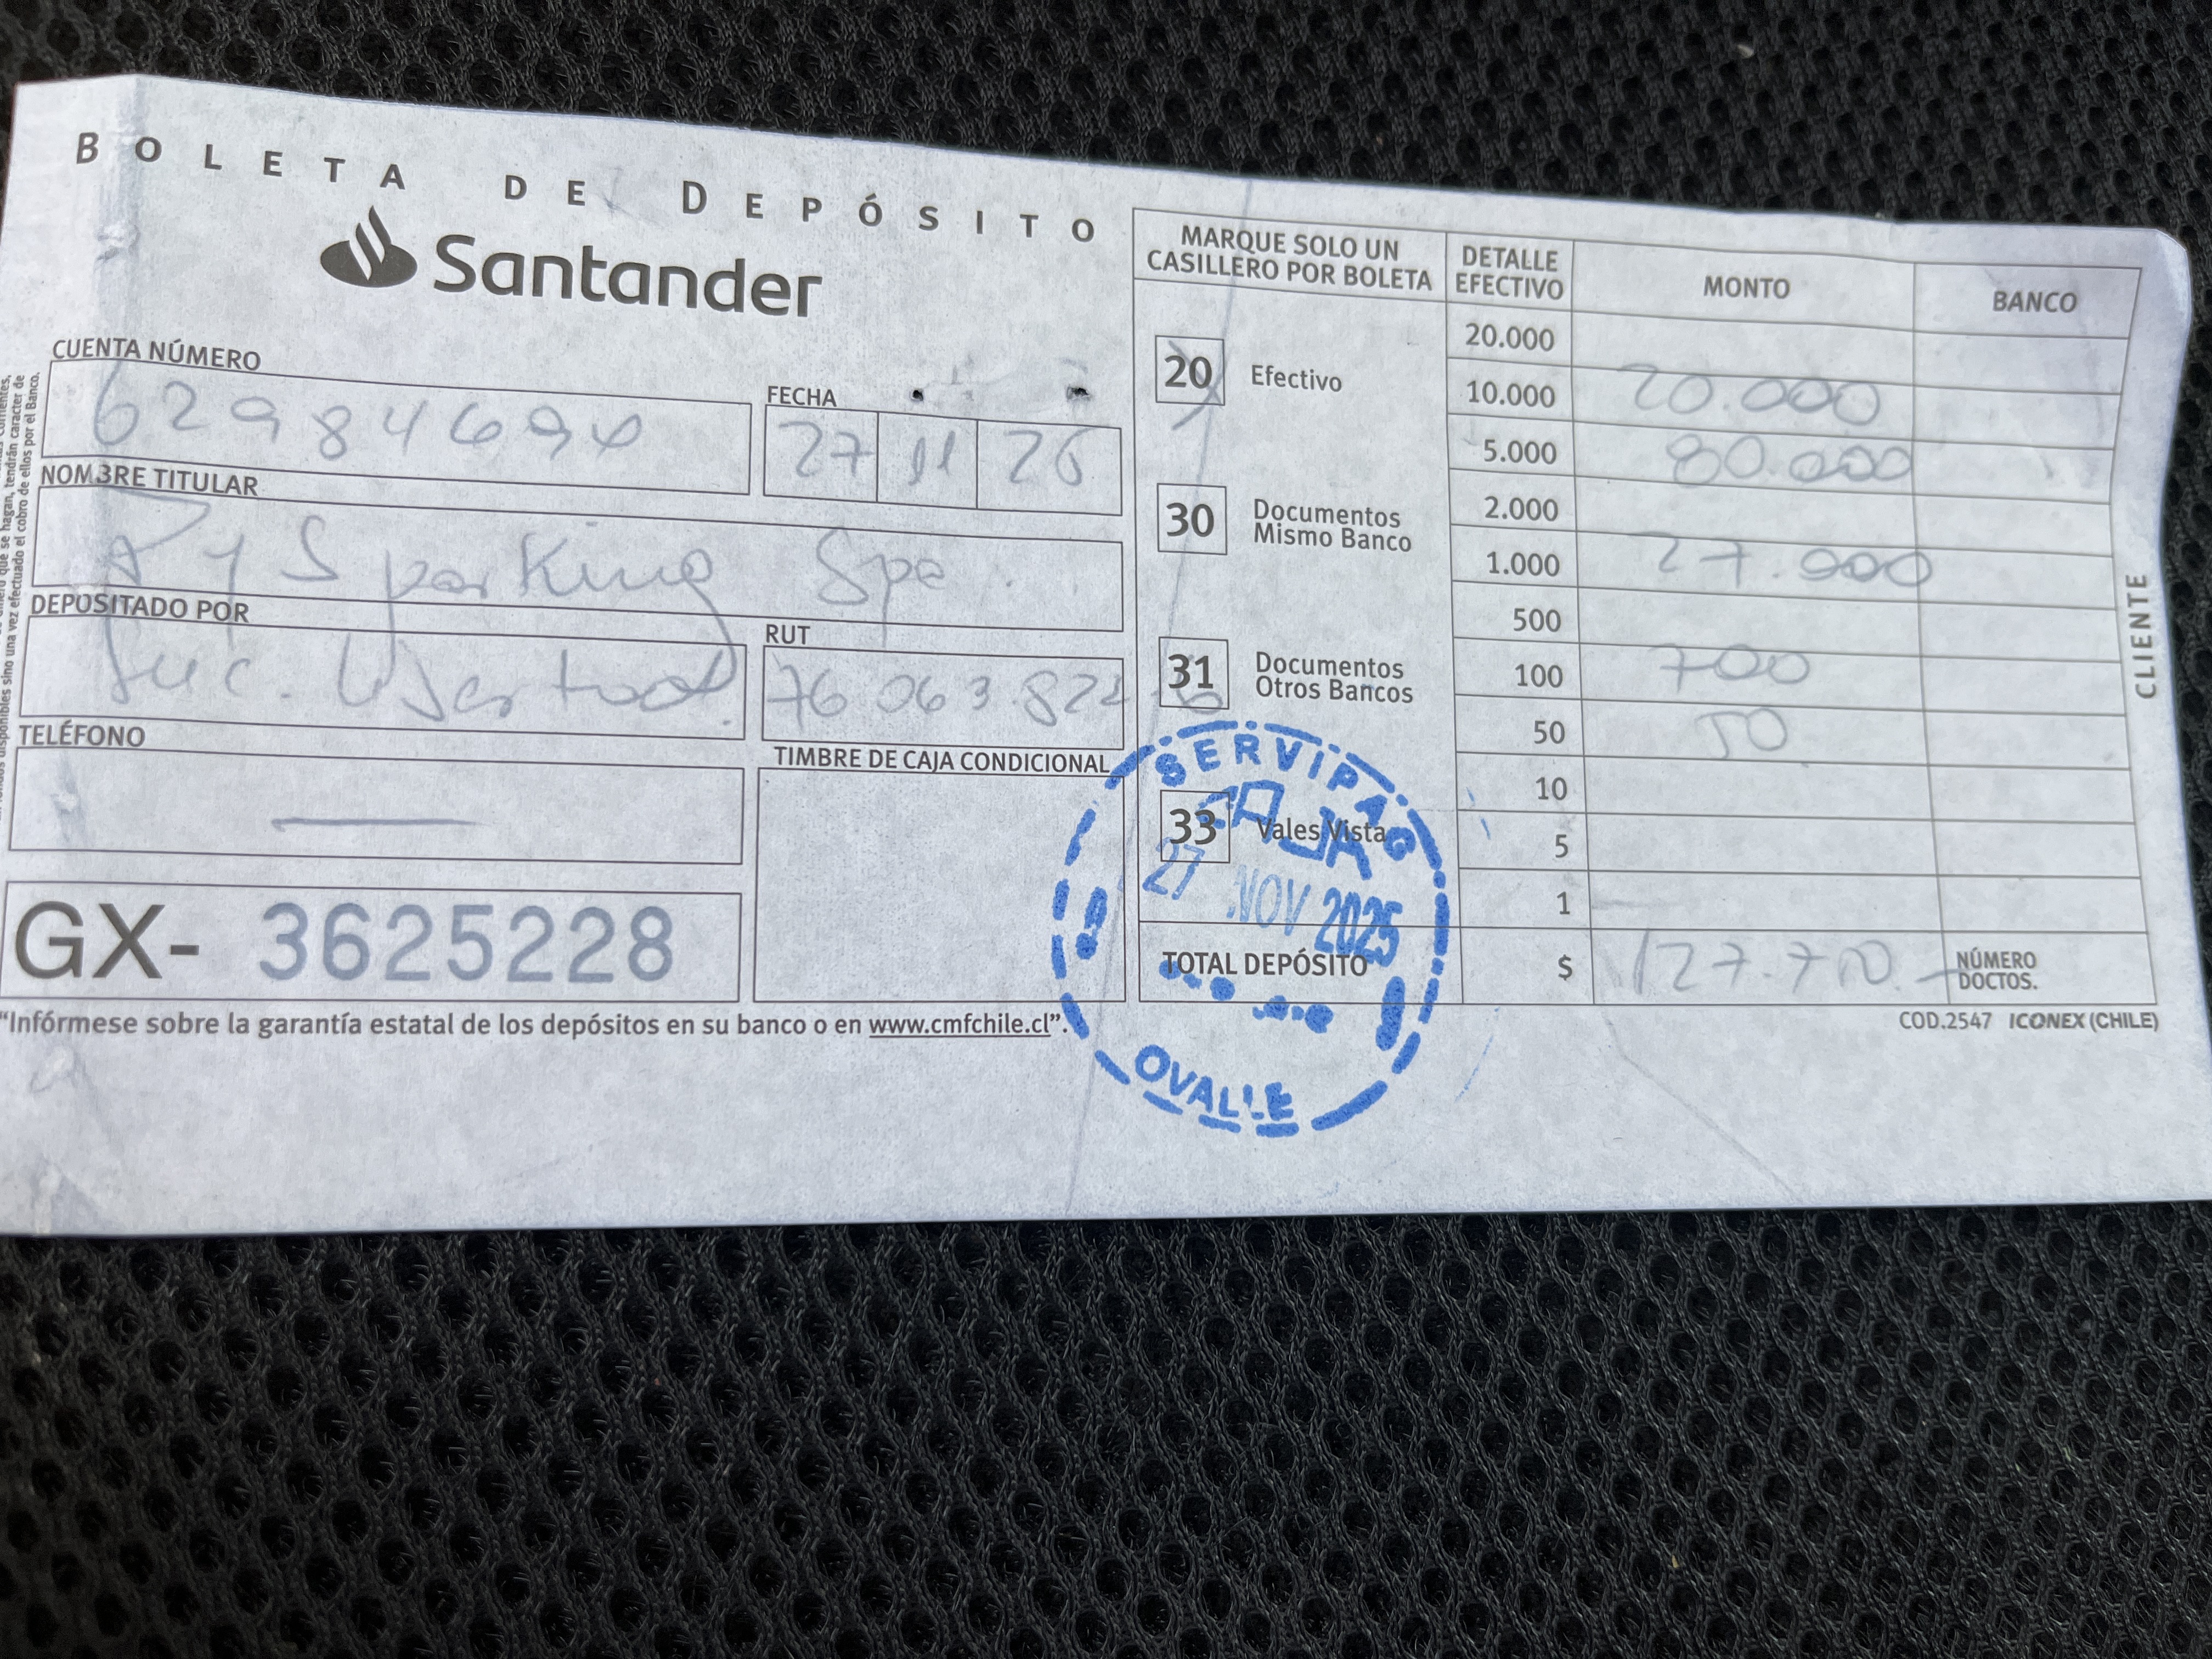 BOLETA DE DEPÓSITO
Santander
CUENTA NÚMERO
62984694
FECHA
27 11 25
NOMBRE TITULAR
R y S parking Spa.
DEPOSITADO POR
Suc. Libertad.
RUT
76 063.822
TELÉFONO
TIMBRE DE CAJA CONDICIONAL
GX- 3625228
"Infórmese sobre la garantía estatal de los depósitos en su banco o en www.cmfchile.cl".
MARQUE SOLO UN CASILLERO POR BOLETA
20 Efectivo
30 Documentos Mismo Banco
31 Documentos Otros Bancos
33 Vales Vista
DETALLE EFECTIVO MONTO BANCO
20.000
10.000 20.000
5.000 80.000
2.000
1.000 27.000
500
100 700
50 50
10
5
1
TOTAL DEPÓSITO $ 127.750.- NÚMERO DOCTOS.
CLIENTE
COD.2547 ICONEX (CHILE)
SERVIPAG
CAJA
27 NOV 2025
OVALLE